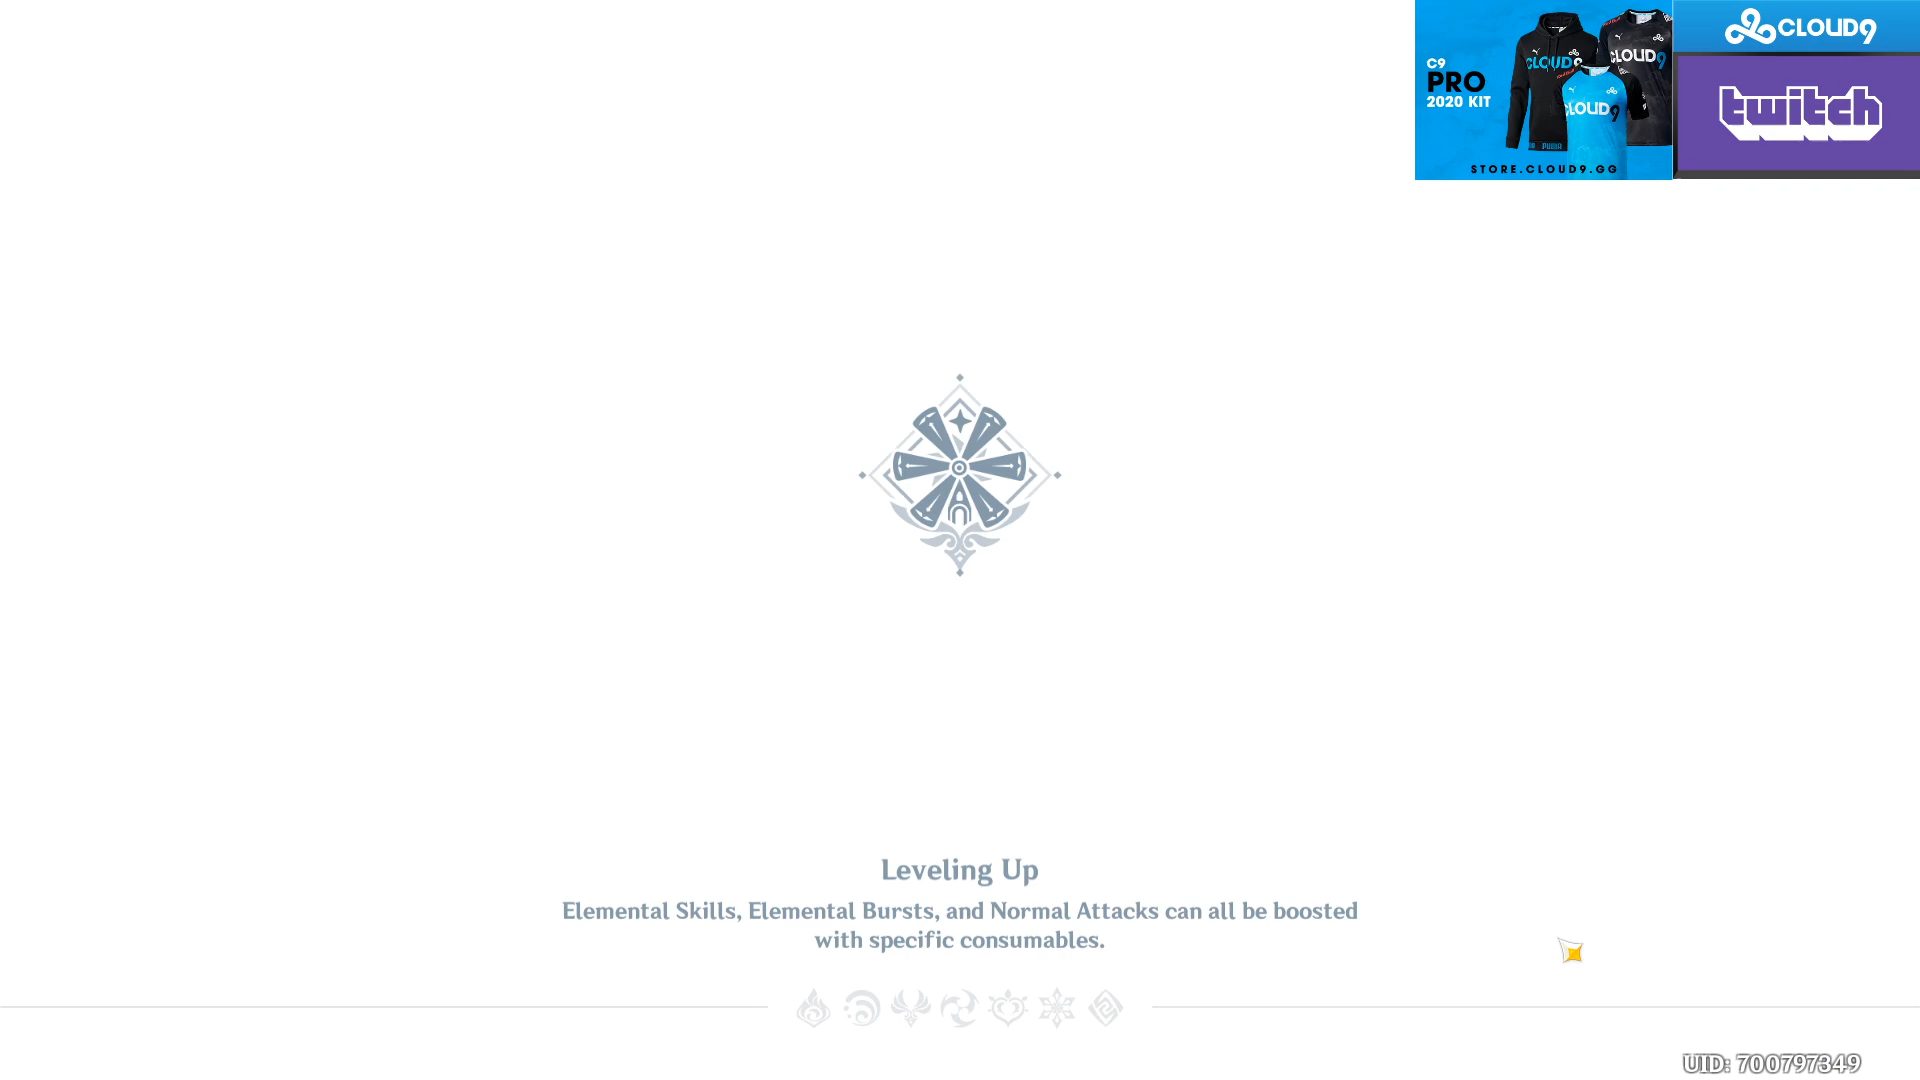 C9
PRO
2020 KIT
CLOUD9
CLOUD9
CLOUD9
PUMA
STORE.CLOUD9.GG
CLOUD9
twitch
Leveling Up
Elemental Skills, Elemental Bursts, and Normal Attacks can all be boosted
with specific consumables.
UID: 700797349